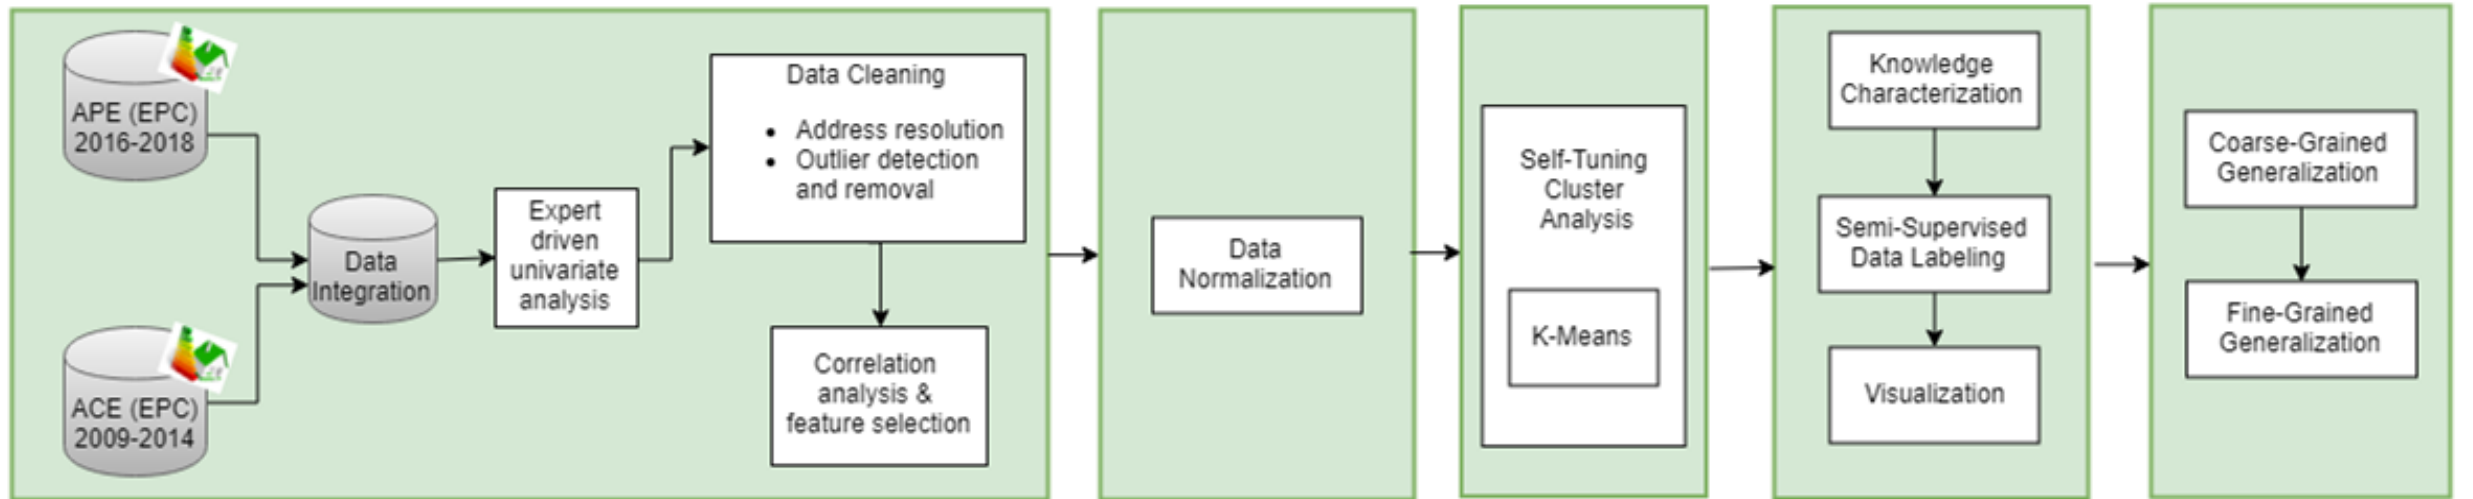 APE (EPC)
2016-2018
ACE (EPC)
2009-2014
Data
Integration
Expert
driven
univariate
analysis
Data Cleaning
• Address resolution
• Outlier detection
and removal
Correlation
analysis &
feature selection
Data
Normalization
Self-Tuning
Cluster
Analysis
K-Means
Knowledge
Characterization
Semi-Supervised
Data Labeling
Visualization
Coarse-Grained
Generalization
Fine-Grained
Generalization